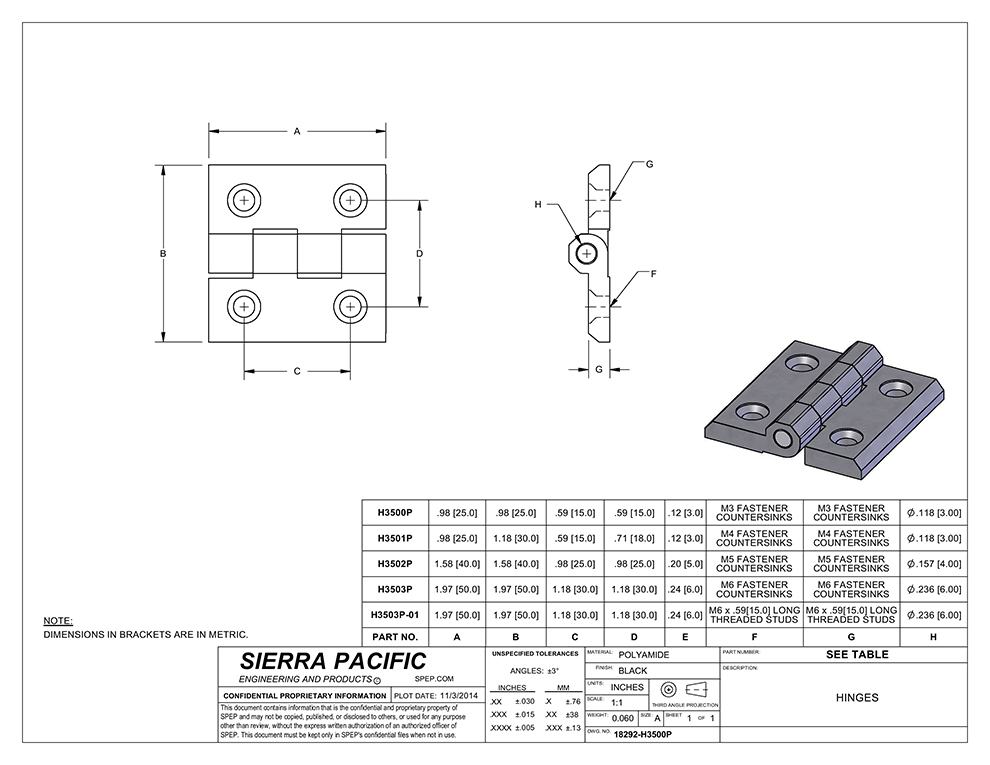 A
G
H
B
D
F
C
G
H3500P .98 [25.0] .98 [25.0] .59 [15.0] .59 [15.0] .12 [3.0] M3 FASTENER COUNTERSINKS M3 FASTENER COUNTERSINKS Ø.118 [3.00]
H3501P .98 [25.0] 1.18 [30.0] .59 [15.0] .71 [18.0] .12 [3.0] M4 FASTENER COUNTERSINKS M4 FASTENER COUNTERSINKS Ø.118 [3.00]
H3502P 1.58 [40.0] 1.58 [40.0] .98 [25.0] .98 [25.0] .20 [5.0] M5 FASTENER COUNTERSINKS M5 FASTENER COUNTERSINKS Ø.157 [4.00]
H3503P 1.97 [50.0] 1.97 [50.0] 1.18 [30.0] 1.18 [30.0] .24 [6.0] M6 FASTENER COUNTERSINKS M6 FASTENER COUNTERSINKS Ø.236 [6.00]
H3503P-01 1.97 [50.0] 1.97 [50.0] 1.18 [30.0] 1.18 [30.0] .24 [6.0] M6 x .59[15.0] LONG THREADED STUDS M6 x .59[15.0] LONG THREADED STUDS Ø.236 [6.00]
PART NO. A B C D E F G H
NOTE:
DIMENSIONS IN BRACKETS ARE IN METRIC.
SIERRA PACIFIC
ENGINEERING AND PRODUCTS © SPEP.COM
CONFIDENTIAL PROPRIETARY INFORMATION PLOT DATE: 11/3/2014
This document contains information that is the confidential and proprietary property of
SPEP and may not be copied, published, or disclosed to others, or used for any purpose
other than review, without the express written authorization of an authorized officer of
SPEP. This document must be kept only in SPEP's confidential files when not in use.
UNSPECIFIED TOLERANCES
ANGLES: ±3°
INCHES MM
.XX ±.030 .X ±.76
.XXX ±.015 .XX ±38
.XXXX ±.005 .XXX ±.13
MATERIAL: POLYAMIDE
FINISH: BLACK
UNITS: INCHES
SCALE: 1:1
THIRD ANGLE PROJECTION
WEIGHT: 0.060 SIZE A SHEET 1 OF 1
DWG. NO. 18292-H3500P
PART NUMBER: SEE TABLE
DESCRIPTION:
HINGES